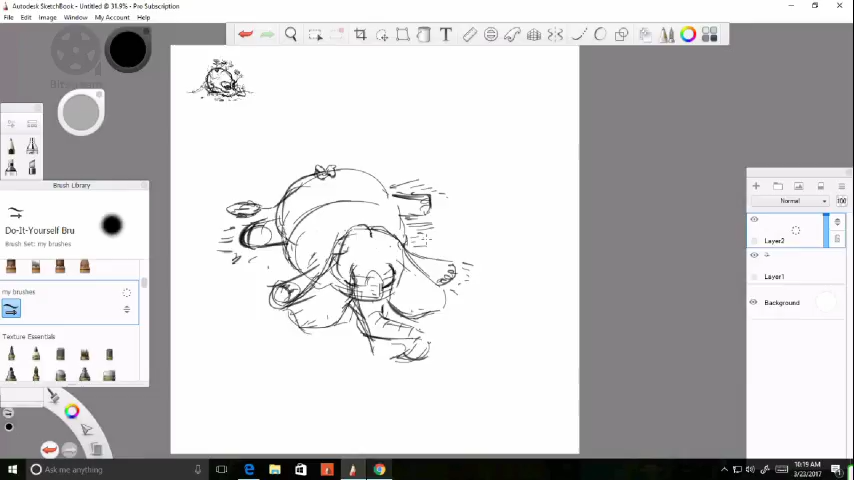 Autodesk SketchBook - Untitled @ 31.9% - Pre Subscription
File Edit Image Window My Account Help
T
Brush Library
Do-It-Yourself Bru
Brush Set: my brushes
my brushes
Texture Essentials
Normal
100
Layer2
Layer1
Background
Ask me anything
10:19 AM
3/23/2017